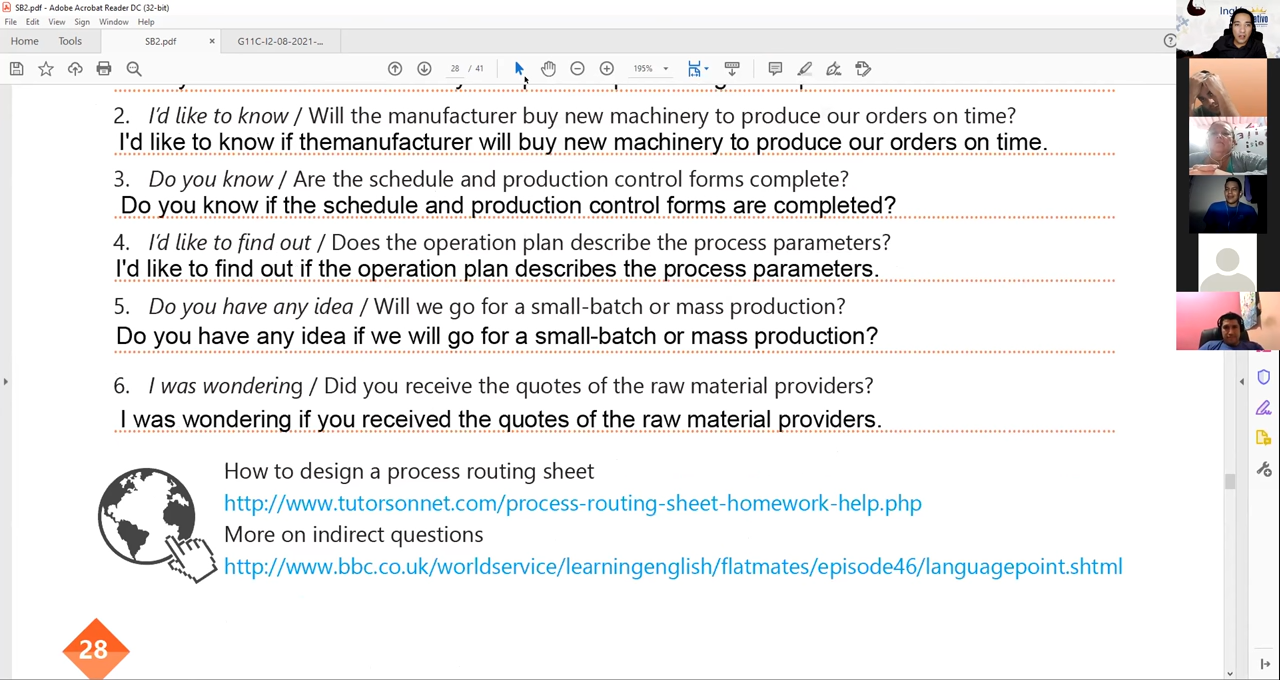 SB2.pdf - Adobe Acrobat Reader DC (32-bit)
File Edit View Sign Window Help
Home Tools SB2.pdf × G11C-I2-08-2021-...
28 / 41 195%
2. I'd like to know / Will the manufacturer buy new machinery to produce our orders on time?
I'd like to know if themanufacturer will buy new machinery to produce our orders on time.
3. Do you know / Are the schedule and production control forms complete?
Do you know if the schedule and production control forms are completed?
4. I'd like to find out / Does the operation plan describe the process parameters?
I'd like to find out if the operation plan describes the process parameters.
5. Do you have any idea / Will we go for a small-batch or mass production?
Do you have any idea if we will go for a small-batch or mass production?
6. I was wondering / Did you receive the quotes of the raw material providers?
I was wondering if you received the quotes of the raw material providers.
How to design a process routing sheet
http://www.tutorsonnet.com/process-routing-sheet-homework-help.php
More on indirect questions
http://www.bbc.co.uk/worldservice/learningenglish/flatmates/episode46/languagepoint.shtml
28